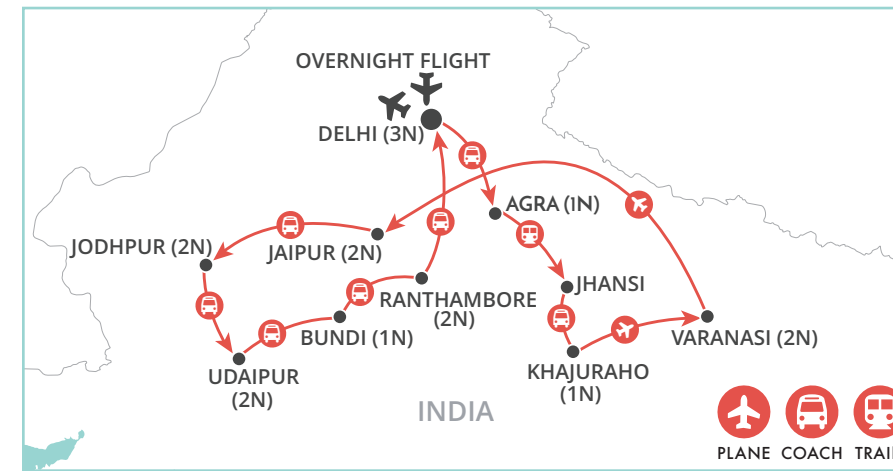 OVERNIGHT FLIGHT
DELHI (3N)
AGRA (1N)
JODHPUR (2N)
JAIPUR (2N)
JHANSI
RANTHAMBORE
(2N)
BUNDI (1N)
VARANASI (2N)
UDAIPUR
(2N)
KHAJURAHO
(1N)
INDIA
PLANE COACH TRAI